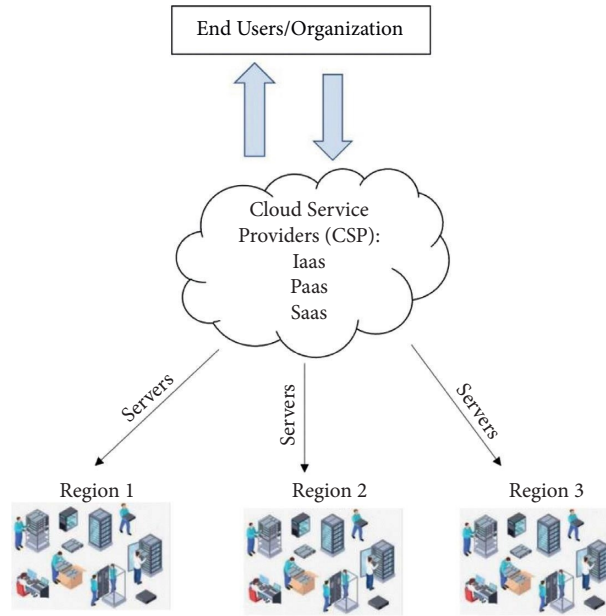 End Users/Organization
Cloud Service
Providers (CSP):
Iaas
Paas
Saas
Servers
Servers
Servers
Region 1
Region 2
Region 3